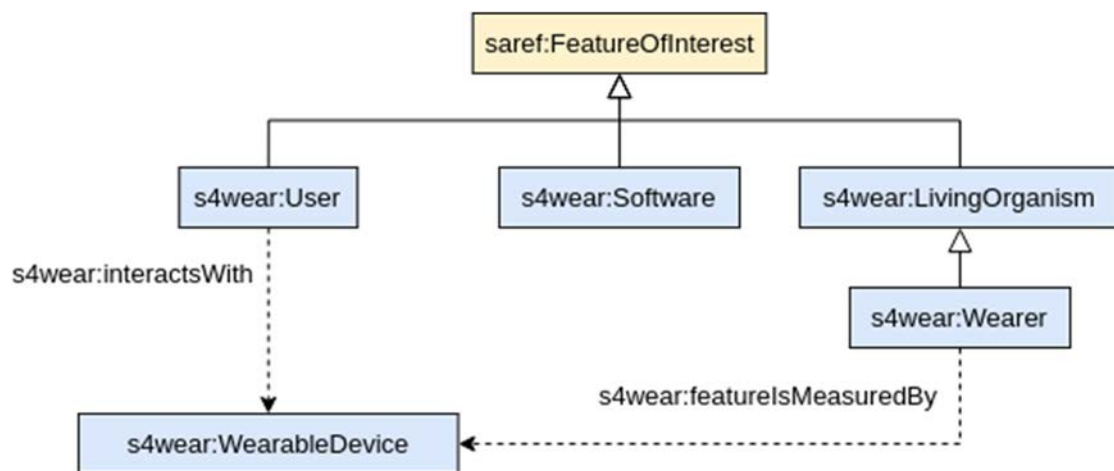 saref:FeatureOfInterest
s4wear:User
s4wear:Software
s4wear:LivingOrganism
s4wear:interactsWith
s4wear:Wearer
s4wear:featureIsMeasuredBy
s4wear:WearableDevice